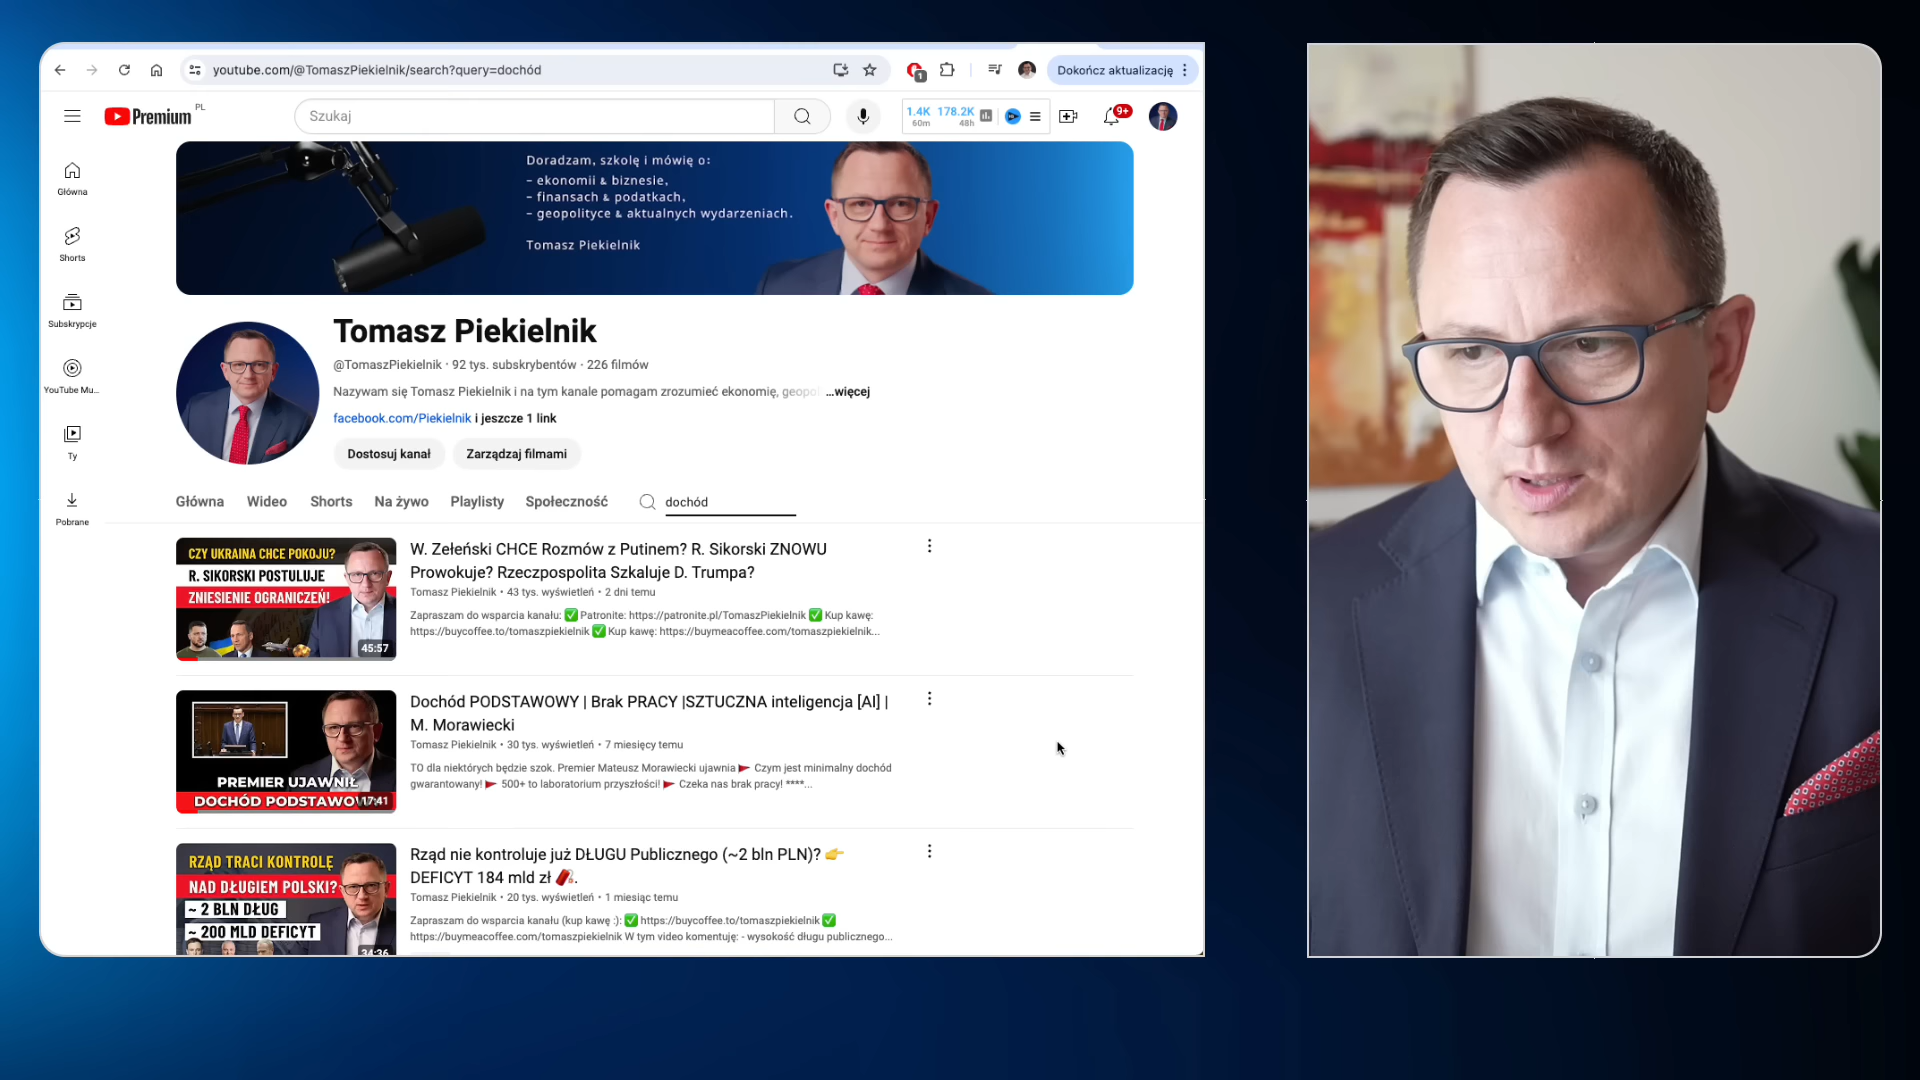 youtube.com/@TomaszPiekielnik/search?query=dochód
1
Dokończ aktualizację
Premium PL
Szukaj
1.4K 178.2K
60m 48h
9+
Główna
Shorts
Subskrypcje
YouTube Mu...
Ty
Pobrane
Doradzam, szkolę i mówię o:
– ekonomii & biznesie,
– finansach & podatkach,
– geopolityce & aktualnych wydarzeniach.
Tomasz Piekielnik
Tomasz Piekielnik
@TomaszPiekielnik · 92 tys. subskrybentów · 226 filmów
Nazywam się Tomasz Piekielnik i na tym kanale pomagam zrozumieć ekonomię, geopol ...więcej
facebook.com/Piekielnik i jeszcze 1 link
Dostosuj kanał
Zarządzaj filmami
Główna Wideo Shorts Na żywo Playlisty Społeczność dochód
CZY UKRAINA CHCE POKOJU?
R. SIKORSKI POSTULUJE
ZNIESIENIE OGRANICZEŃ!
45:57
W. Zełeński CHCE Rozmów z Putinem? R. Sikorski ZNOWU
Prowokuje? Rzeczpospolita Szkaluje D. Trumpa?
Tomasz Piekielnik • 43 tys. wyświetleń • 2 dni temu
Zapraszam do wsparcia kanału: ✅ Patronite: https://patronite.pl/TomaszPiekielnik ✅ Kup kawę:
https://buycoffee.to/tomaszpiekielnik ✅ Kup kawę: https://buymeacoffee.com/tomaszpiekielnik...
PREMIER UJAWNIŁ
DOCHÓD PODSTAWOW
17:41
Dochód PODSTAWOWY | Brak PRACY |SZTUCZNA inteligencja [AI] |
M. Morawiecki
Tomasz Piekielnik • 30 tys. wyświetleń • 7 miesięcy temu
TO dla niektórych będzie szok. Premier Mateusz Morawiecki ujawnia Czym jest minimalny dochód
gwarantowany! 500+ to laboratorium przyszłości! Czeka nas brak pracy! ****...
RZĄD TRACI KONTROLĘ
NAD DŁUGIEM POLSKI?
~ 2 BLN DŁUG
~ 200 MLD DEFICYT
34:36
Rząd nie kontroluje już DŁUGU Publicznego (~2 bln PLN)? 👉
DEFICYT 184 mld zł 🧨.
Tomasz Piekielnik • 20 tys. wyświetleń • 1 miesiąc temu
Zapraszam do wsparcia kanału (kup kawę :): ✅ https://buycoffee.to/tomaszpiekielnik ✅
https://buymeacoffee.com/tomaszpiekielnik W tym video komentuję: - wysokość długu publicznego...